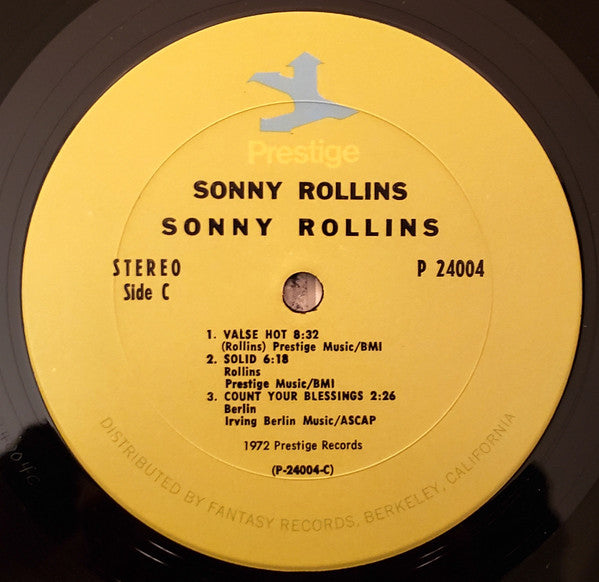 Prestige
SONNY ROLLINS
SONNY ROLLINS
STEREO
P 24004
Side C
1. VALSE HOT 8:32
(Rollins) Prestige Music/BMI
2. SOLID 6:18
Rollins
Prestige Music/BMI
3. COUNT YOUR BLESSINGS 2:26
Berlin
Irving Berlin Music/ASCAP
1972 Prestige Records
(P-24004-C)
DISTRIBUTED BY FANTASY RECORDS, BERKELEY, CALIFORNIA